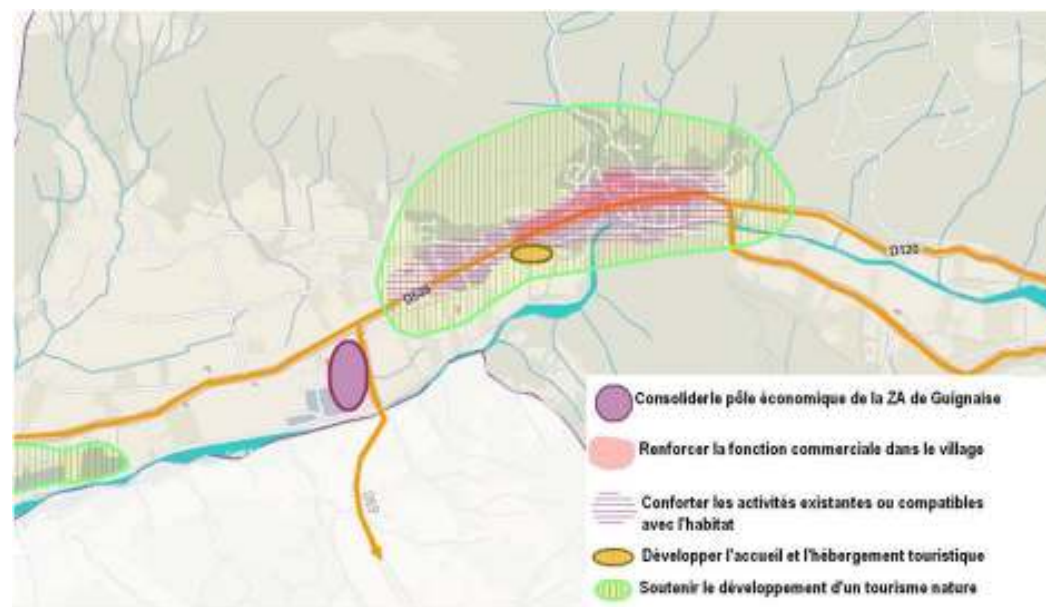 D120
Consoliderle pôle économique de la ZA de Guignaise
Renforcer la fonction commerciale dans le village
Conforter les activités existantes ou compatibles
avec l'habitat
Développer l'accueil et l'hébergement touristique
Soutenir le développement d'un tourisme nature